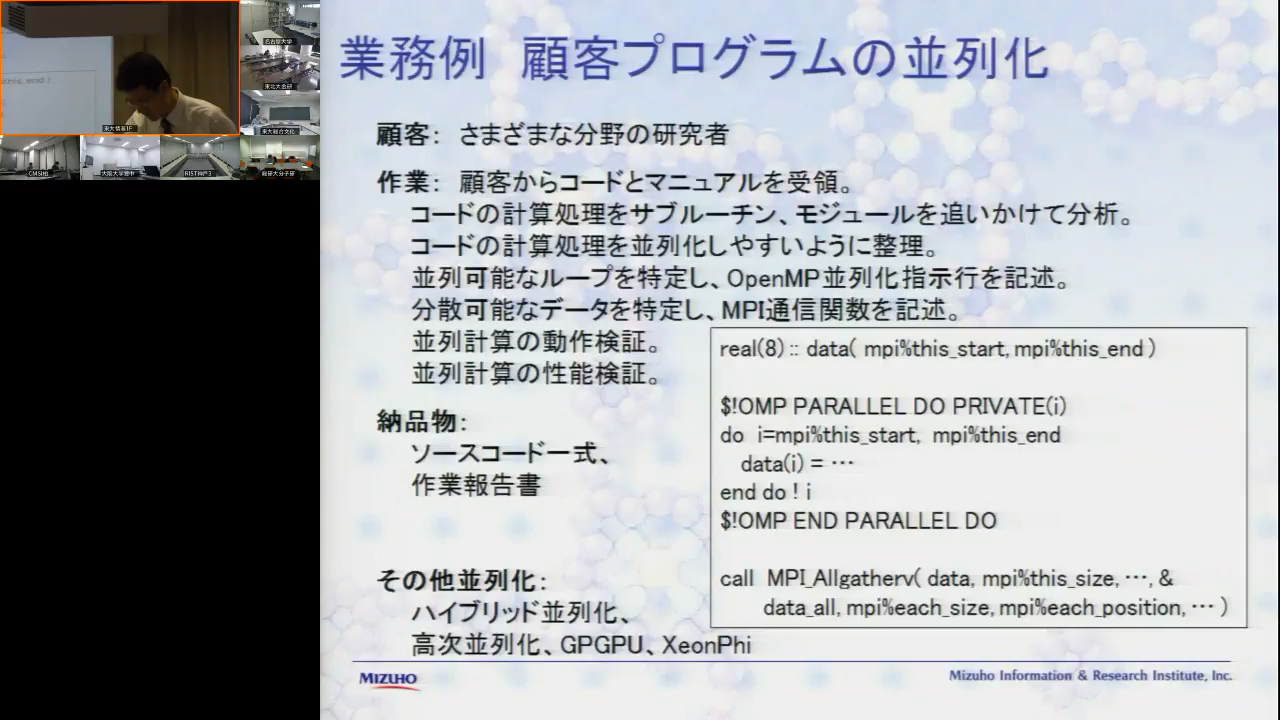 業務例 顧客プログラムの並列化
顧客: さまざまな分野の研究者
作業: 顧客からコードとマニュアルを受領。
コードの計算処理をサブルーチン、モジュールを追いかけて分析。
コードの計算処理を並列化しやすいように整理。
並列可能なループを特定し、OpenMP並列化指示行を記述。
分散可能なデータを特定し、MPI通信関数を記述。
並列計算の動作検証。
並列計算の性能検証。
納品物:
ソースコード一式、
作業報告書
その他並列化:
ハイブリッド並列化、
高次並列化、GPGPU、XeonPhi
real(8) :: data( mpi%this_start, mpi%this_end )
$!OMP PARALLEL DO PRIVATE(i)
do i=mpi%this_start, mpi%this_end
data(i) = …
end do ! i
$!OMP END PARALLEL DO
call MPI_Allgatherv( data, mpi%this_size, …, &
data_all, mpi%each_size, mpi%each_position, … )
MIZUHO
Mizuho Information & Research Institute, Inc.
名古屋大学
東北大金研
東大総合文化
CMSI柏
RIST神戸3
総研大分子研